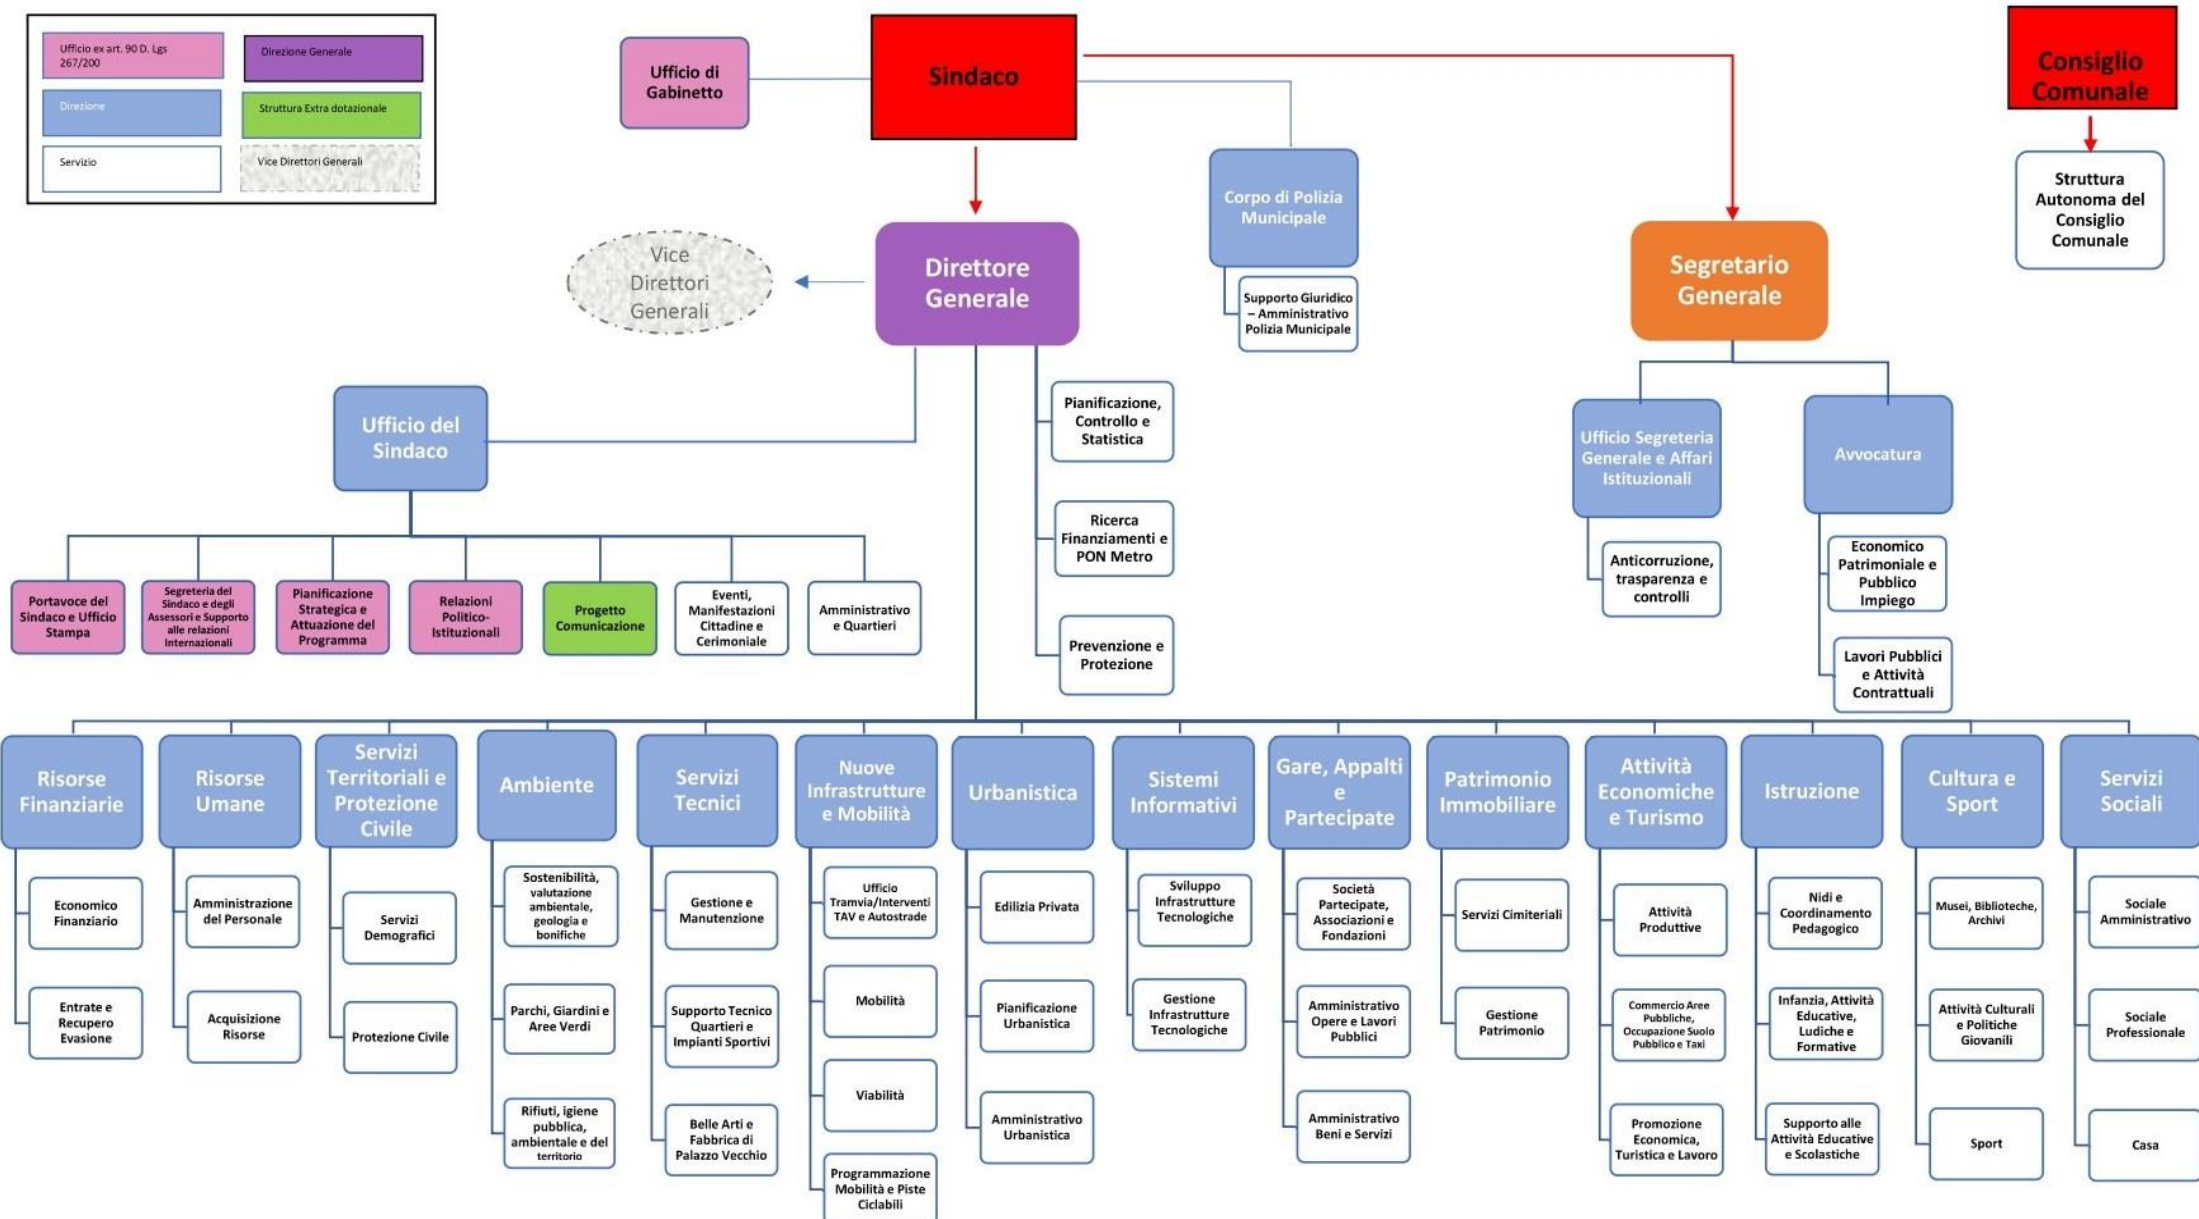 Ufficio ex art. 90 D. Lgs
267/200
Direzione Generale
Direzione
Struttura Extra dotazionale
Servizio
Vice Direttori Generali
Ufficio di
Gabinetto
Sindaco
Consiglio
Comunale
Struttura
Autonoma del
Consiglio
Comunale
Corpo di Polizia
Municipale
Supporto Giuridico
– Amministrativo
Polizia Municipale
Vice
Direttori
Generali
Direttore
Generale
Segretario
Generale
Ufficio del
Sindaco
Pianificazione,
Controllo e
Statistica
Ricerca
Finanziamenti e
PON Metro
Prevenzione e
Protezione
Ufficio Segreteria
Generale e Affari
Istituzionali
Avvocatura
Anticorruzione,
trasparenza e
controlli
Economico
Patrimoniale e
Pubblico
Impiego
Lavori Pubblici
e Attività
Contrattuali
Portavoce del
Sindaco e Ufficio
Stampa
Segreteria del
Sindaco e degli
Assessori e Supporto
alle relazioni
Internazionali
Pianificazione
Strategica e
Attuazione del
Programma
Relazioni
Politico-
Istituzionali
Progetto
Comunicazione
Eventi,
Manifestazioni
Cittadine e
Cerimoniale
Amministrativo
e Quartieri
Risorse
Finanziarie
Economico
Finanziario
Entrate e
Recupero
Evasione
Risorse
Umane
Amministrazione
del Personale
Acquisizione
Risorse
Servizi
Territoriali e
Protezione
Civile
Servizi
Demografici
Protezione Civile
Ambiente
Sostenibilità,
valutazione
ambientale,
geologia e
bonifiche
Parchi, Giardini e
Aree Verdi
Rifiuti, igiene
pubblica,
ambientale e del
territorio
Servizi
Tecnici
Gestione e
Manutenzione
Supporto Tecnico
Quartieri e
Impianti Sportivi
Belle Arti e
Fabbrica di
Palazzo Vecchio
Nuove
Infrastrutture
e Mobilità
Ufficio
Tramvia/Interventi
TAV e Autostrade
Mobilità
Viabilità
Programmazione
Mobilità e Piste
Ciclabili
Urbanistica
Edilizia Privata
Pianificazione
Urbanistica
Amministrativo
Urbanistica
Sistemi
Informativi
Sviluppo
Infrastrutture
Tecnologiche
Gestione
Infrastrutture
Tecnologiche
Gare, Appalti
e
Partecipate
Società
Partecipate,
Associazioni e
Fondazioni
Amministrativo
Opere e Lavori
Pubblici
Amministrativo
Beni e Servizi
Patrimonio
Immobiliare
Servizi Cimiteriali
Gestione
Patrimonio
Attività
Economiche
e Turismo
Attività
Produttive
Commercio Aree
Pubbliche,
Occupazione Suolo
Pubblico e Taxi
Promozione
Economica,
Turistica e Lavoro
Istruzione
Nidi e
Coordinamento
Pedagogico
Infanzia, Attività
Educative,
Ludiche e
Formative
Supporto alle
Attività Educative
e Scolastiche
Cultura e
Sport
Musei, Biblioteche,
Archivi
Attività Culturali
e Politiche
Giovanili
Sport
Servizi
Sociali
Sociale
Amministrativo
Sociale
Professionale
Casa